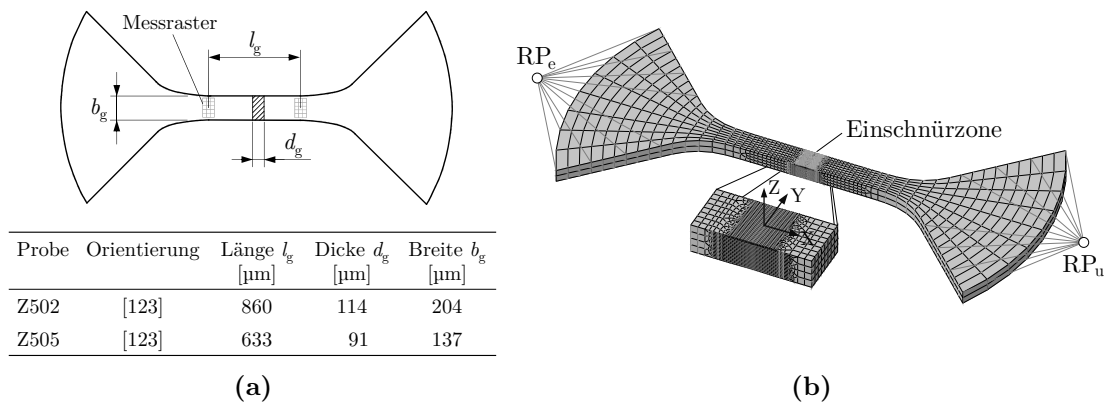 Messraster
l_g
b_g
d_g
Probe Orientierung Länge l_g Dicke d_g Breite b_g
[µm] [µm] [µm]
Z502 [123] 860 114 204
Z505 [123] 633 91 137
(a)
RP_e
Einschnürzone
Z
Y
X
RP_u
(b)